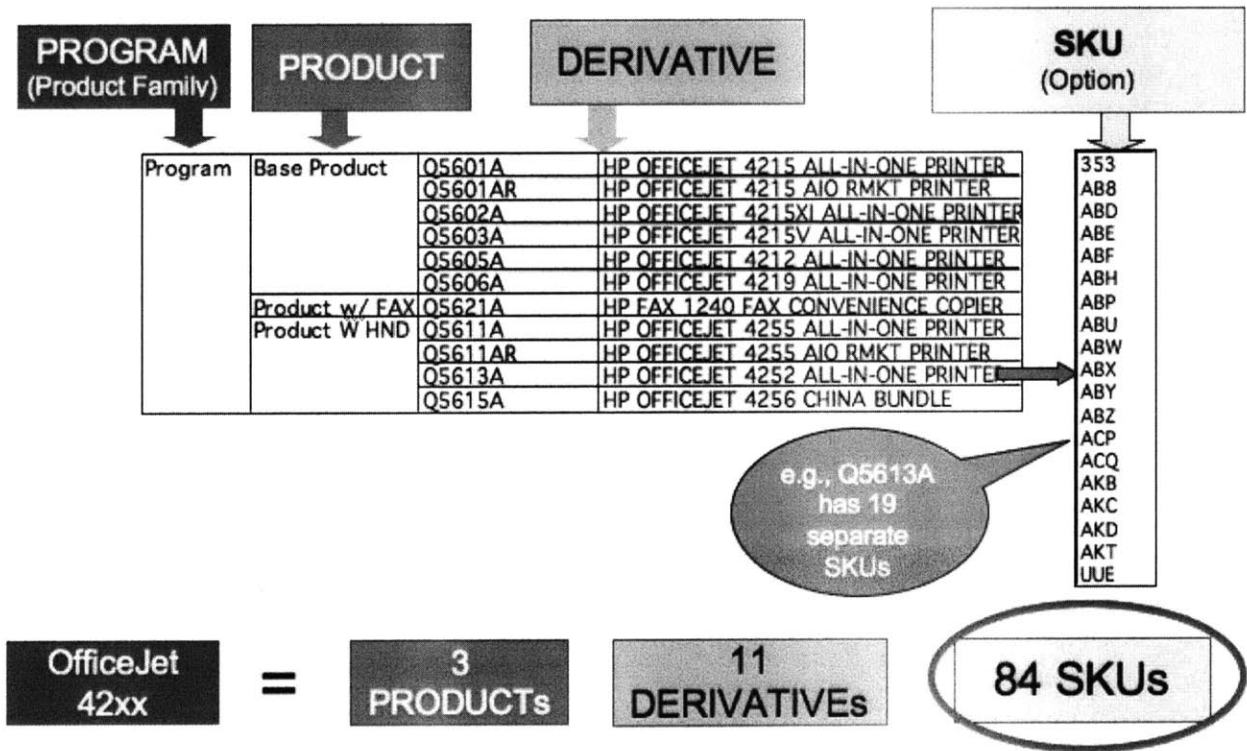 PROGRAM
(Product Family)
PRODUCT
DERIVATIVE
SKU
(Option)
Program Base Product Q5601A HP OFFICEJET 4215 ALL-IN-ONE PRINTER
Q5601AR HP OFFICEJET 4215 AIO RMKT PRINTER
Q5602A HP OFFICEJET 4215XI ALL-IN-ONE PRINTER
Q5603A HP OFFICEJET 4215V ALL-IN-ONE PRINTER
Q5605A HP OFFICEJET 4212 ALL-IN-ONE PRINTER
Q5606A HP OFFICEJET 4219 ALL-IN-ONE PRINTER
Product w/ FAX Q5621A HP FAX 1240 FAX CONVENIENCE COPIER
Product W HND Q5611A HP OFFICEJET 4255 ALL-IN-ONE PRINTER
Q5611AR HP OFFICEJET 4255 AIO RMKT PRINTER
Q5613A HP OFFICEJET 4252 ALL-IN-ONE PRINTER
Q5615A HP OFFICEJET 4256 CHINA BUNDLE
353
AB8
ABD
ABE
ABF
ABH
ABP
ABU
ABW
ABX
ABY
ABZ
ACP
ACQ
AKB
AKC
AKD
AKT
UUE
e.g., Q5613A
has 19
separate
SKUs
OfficeJet
42xx
=
3
PRODUCTs
11
DERIVATIVEs
84 SKUs